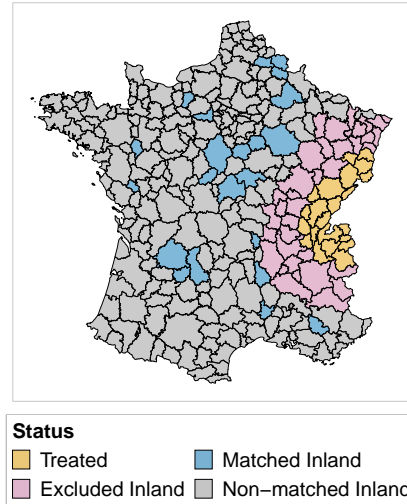 Status
Treated
Matched Inland
Excluded Inland
Non−matched Inland